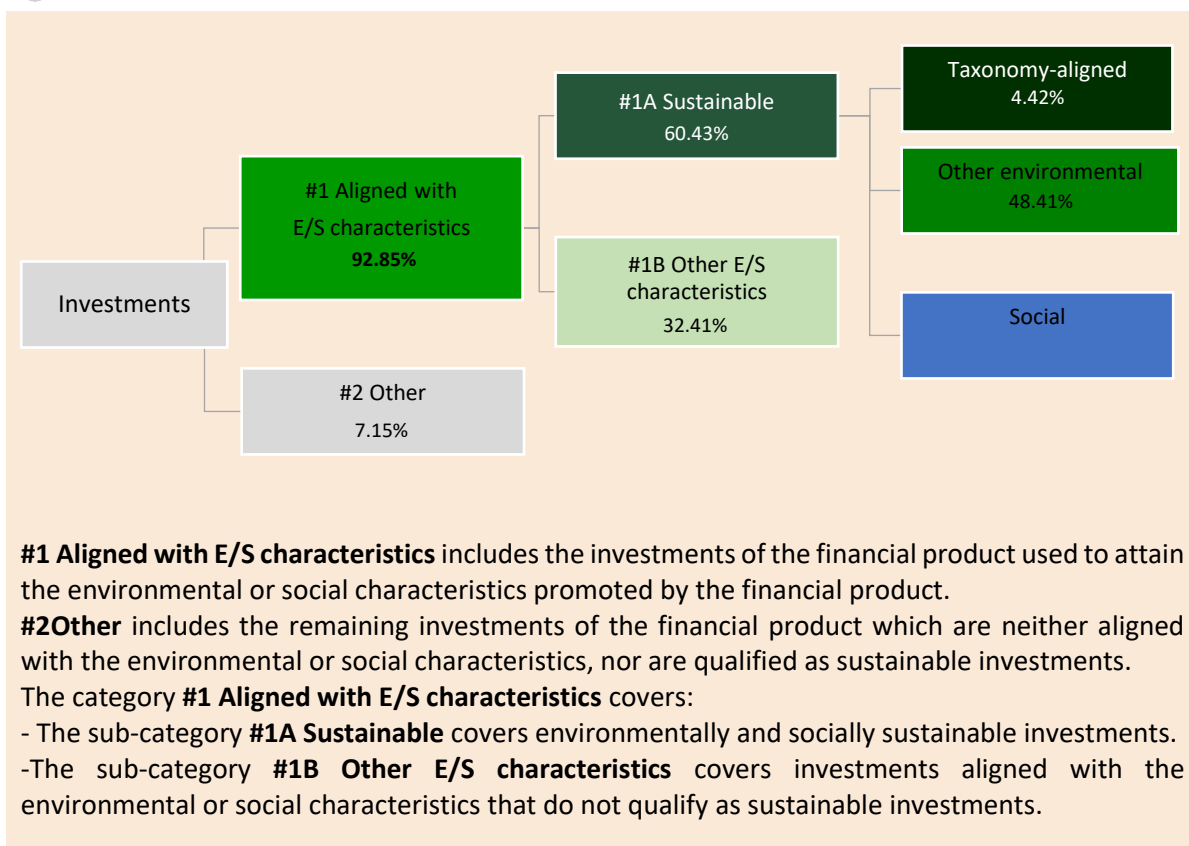 Investments
#1 Aligned with
E/S characteristics
92.85%
#2 Other
7.15%
#1A Sustainable
60.43%
#1B Other E/S
characteristics
32.41%
Taxonomy-aligned
4.42%
Other environmental
48.41%
Social
#1 Aligned with E/S characteristics includes the investments of the financial product used to attain
the environmental or social characteristics promoted by the financial product.
#2Other includes the remaining investments of the financial product which are neither aligned
with the environmental or social characteristics, nor are qualified as sustainable investments.
The category #1 Aligned with E/S characteristics covers:
- The sub-category #1A Sustainable covers environmentally and socially sustainable investments.
-The sub-category #1B Other E/S characteristics covers investments aligned with the
environmental or social characteristics that do not qualify as sustainable investments.